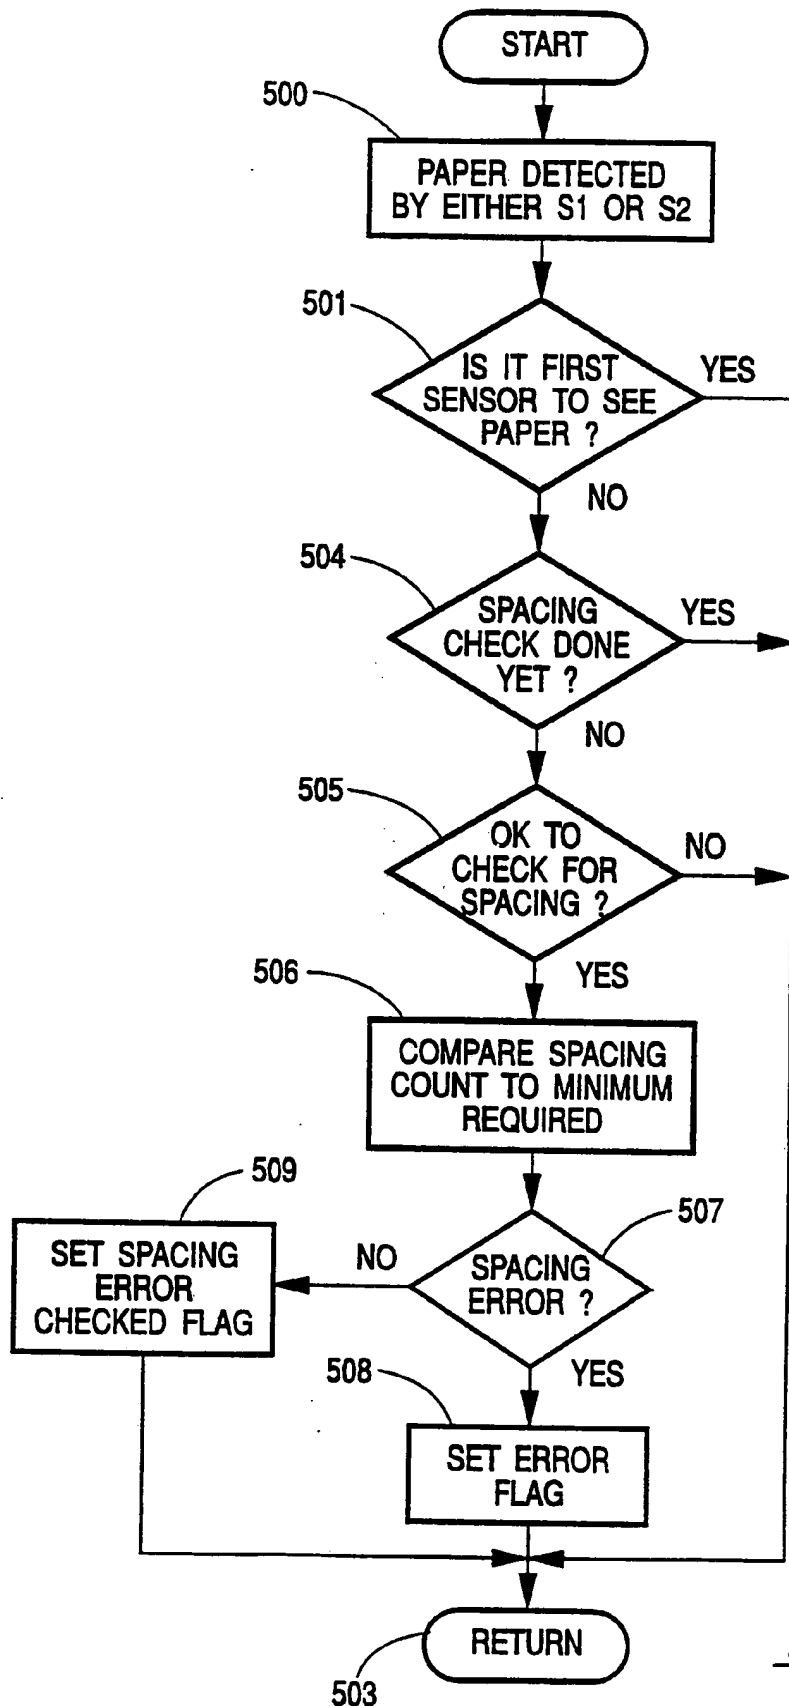 START
500
PAPER DETECTED
BY EITHER S1 OR S2
501
IS IT FIRST
SENSOR TO SEE
PAPER ?
YES
NO
504
SPACING
CHECK DONE
YET ?
YES
NO
505
OK TO
CHECK FOR
SPACING ?
NO
YES
506
COMPARE SPACING
COUNT TO MINIMUM
REQUIRED
509
507
SET SPACING
ERROR
CHECKED FLAG
NO
SPACING
ERROR ?
YES
508
SET ERROR
FLAG
RETURN
503